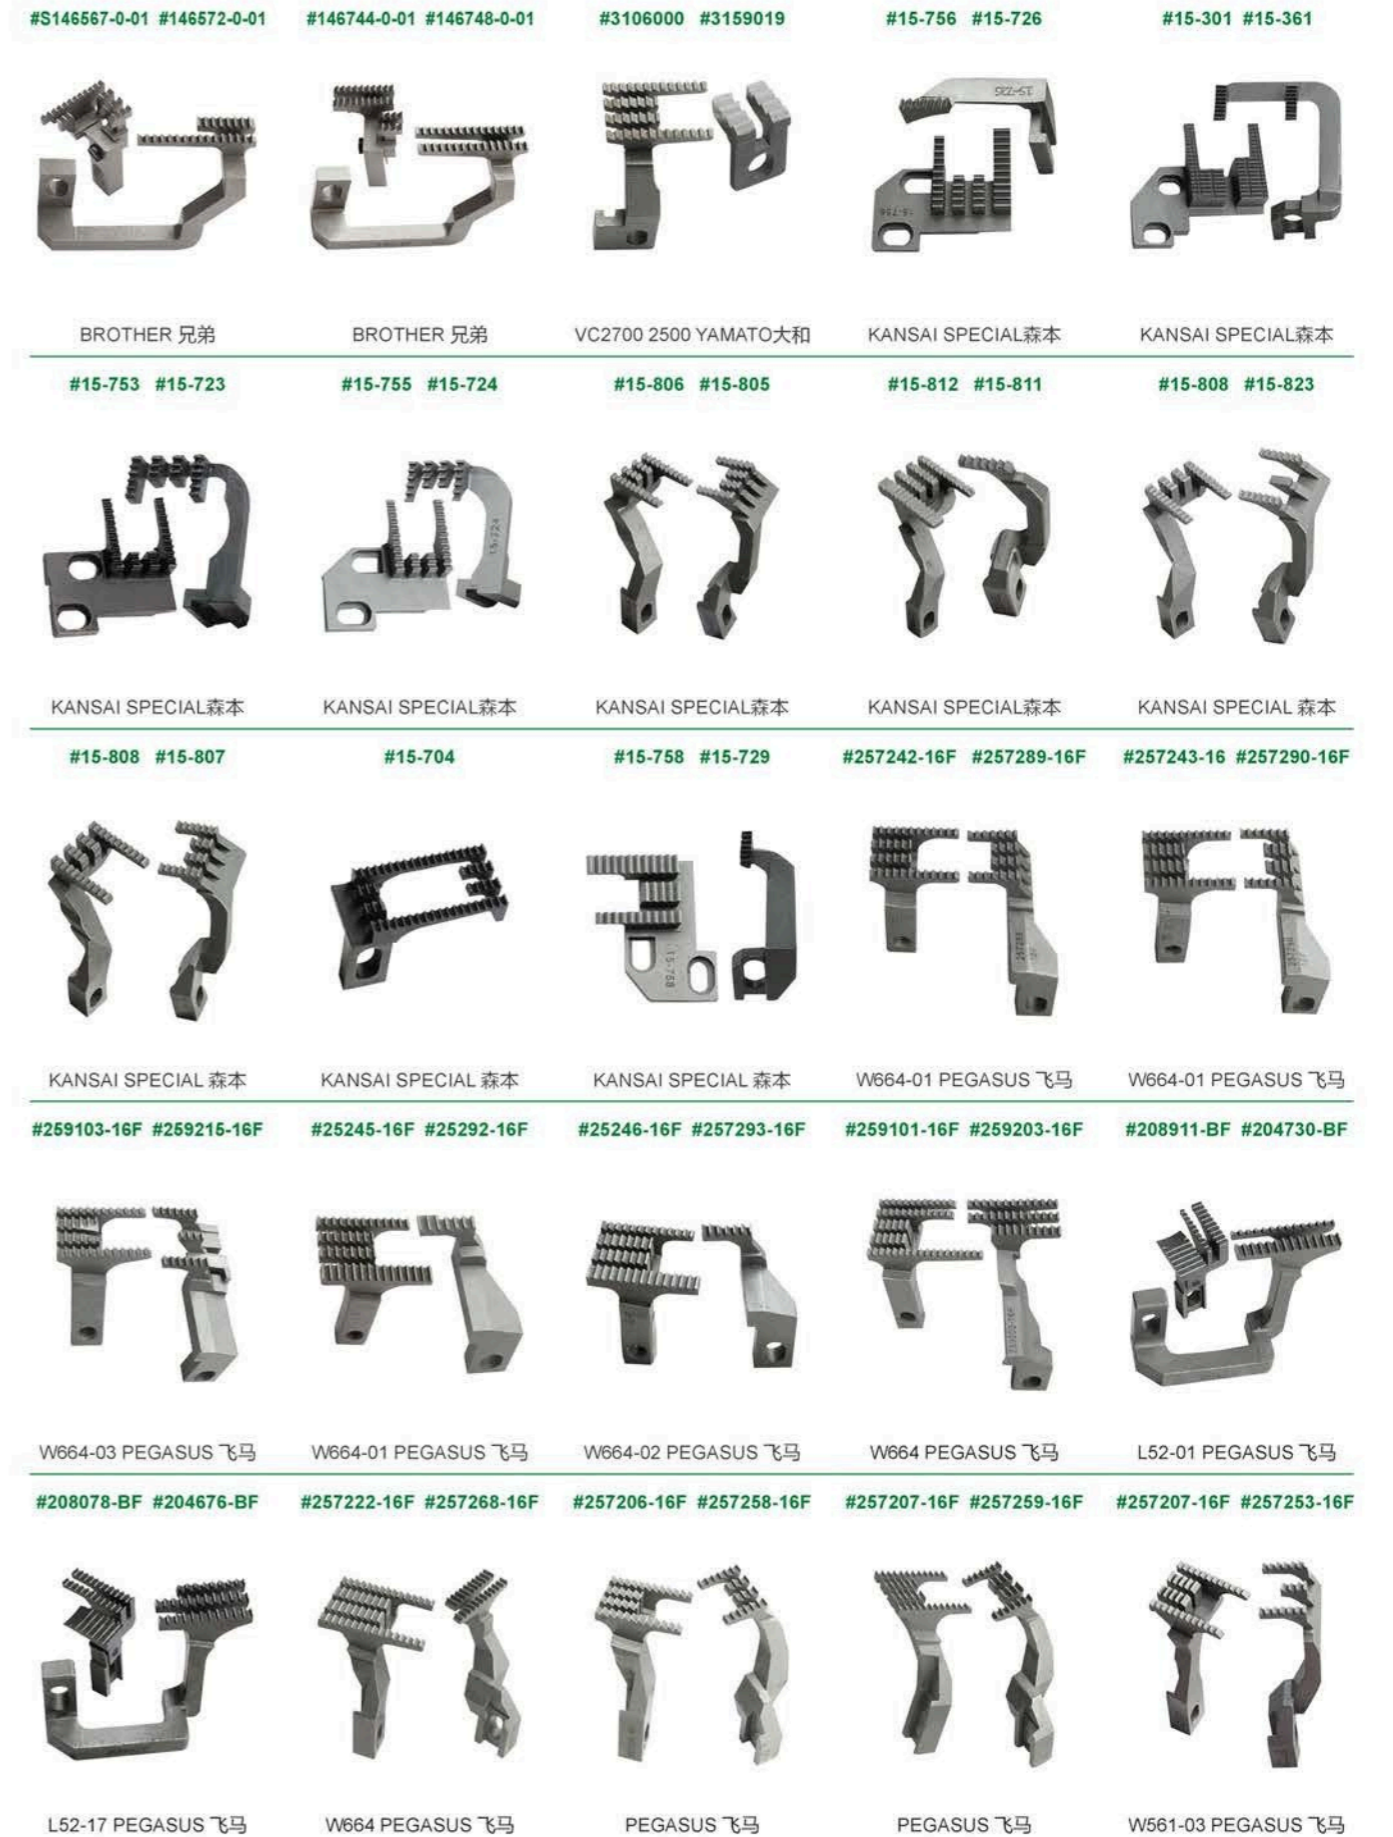 #S146567-0-01 #146572-0-01
#146744-0-01 #146748-0-01
#3106000 #3159019
#15-756 #15-726
#15-301 #15-361
15-756
BROTHER 兄弟
BROTHER 兄弟
VC2700 2500 YAMATO大和
KANSAI SPECIAL森本
KANSAI SPECIAL森本
#15-753 #15-723
#15-755 #15-724
#15-806 #15-805
#15-812 #15-811
#15-808 #15-823
15-724
KANSAI SPECIAL森本
KANSAI SPECIAL森本
KANSAI SPECIAL森本
KANSAI SPECIAL森本
KANSAI SPECIAL 森本
#15-808 #15-807
#15-704
#15-758 #15-729
#257242-16F #257289-16F
#257243-16 #257290-16F
15-758
KANSAI SPECIAL 森本
KANSAI SPECIAL 森本
KANSAI SPECIAL 森本
W664-01 PEGASUS 飞马
W664-01 PEGASUS 飞马
#259103-16F #259215-16F
#25245-16F #25292-16F
#25246-16F #257293-16F
#259101-16F #259203-16F
#208911-BF #204730-BF
W664-03 PEGASUS 飞马
W664-01 PEGASUS 飞马
W664-02 PEGASUS 飞马
W664 PEGASUS 飞马
L52-01 PEGASUS 飞马
#208078-BF #204676-BF
#257222-16F #257268-16F
#257206-16F #257258-16F
#257207-16F #257259-16F
#257207-16F #257253-16F
L52-17 PEGASUS 飞马
W664 PEGASUS 飞马
PEGASUS 飞马
PEGASUS 飞马
W561-03 PEGASUS 飞马